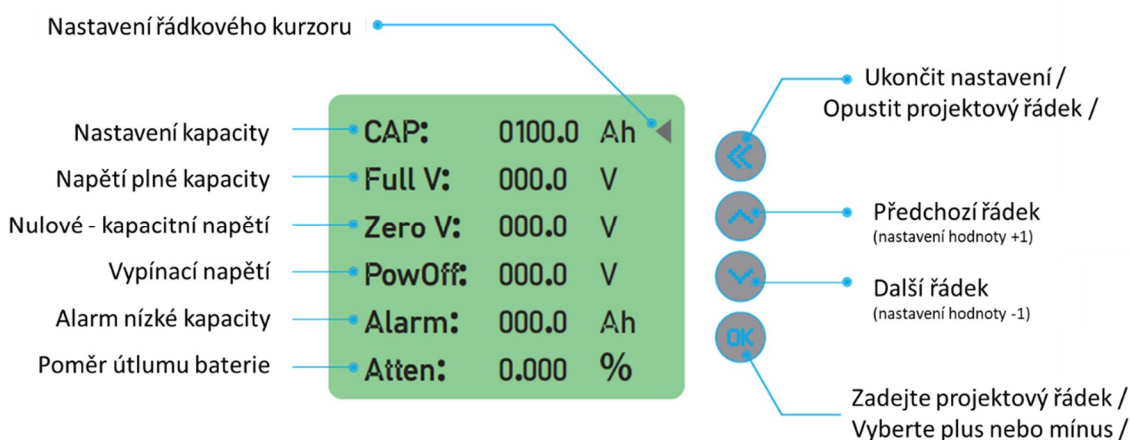 Nastavení řádkového kurzoru
Nastavení kapacity
Napětí plné kapacity
Nulové - kapacitní napětí
Vypínací napětí
Alarm nízké kapacity
Poměr útlumu baterie
CAP: 0100.0 Ah
Full V: 000.0 V
Zero V: 000.0 V
PowOff: 000.0 V
Alarm: 000.0 Ah
Atten: 0.000 %
OK
Ukončit nastavení /
Opustit projektový řádek /
Předchozí řádek
(nastavení hodnoty +1)
Další řádek
(nastavení hodnoty -1)
Zadejte projektový řádek /
Vyberte plus nebo mínus /